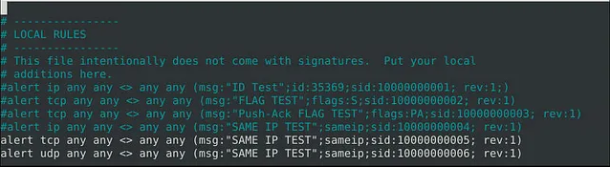 # ----------------
# LOCAL RULES
# ----------------
# This file intentionally does not come with signatures.  Put your local
# additions here.
#alert ip any any <> any any (msg:"ID Test";id:35369;sid:10000000001; rev:1;)
#alert tcp any any <> any any (msg:"FLAG TEST";flags:S;sid:10000000002; rev:1)
#alert tcp any any <> any any (msg:"Push-Ack FLAG TEST";flags:PA;sid:10000000003; rev:1)
#alert ip any any <> any any (msg:"SAME IP TEST";sameip;sid:10000000004; rev:1)
alert tcp any any <> any any (msg:"SAME IP TEST";sameip;sid:10000000005; rev:1)
alert udp any any <> any any (msg:"SAME IP TEST";sameip;sid:10000000006; rev:1)